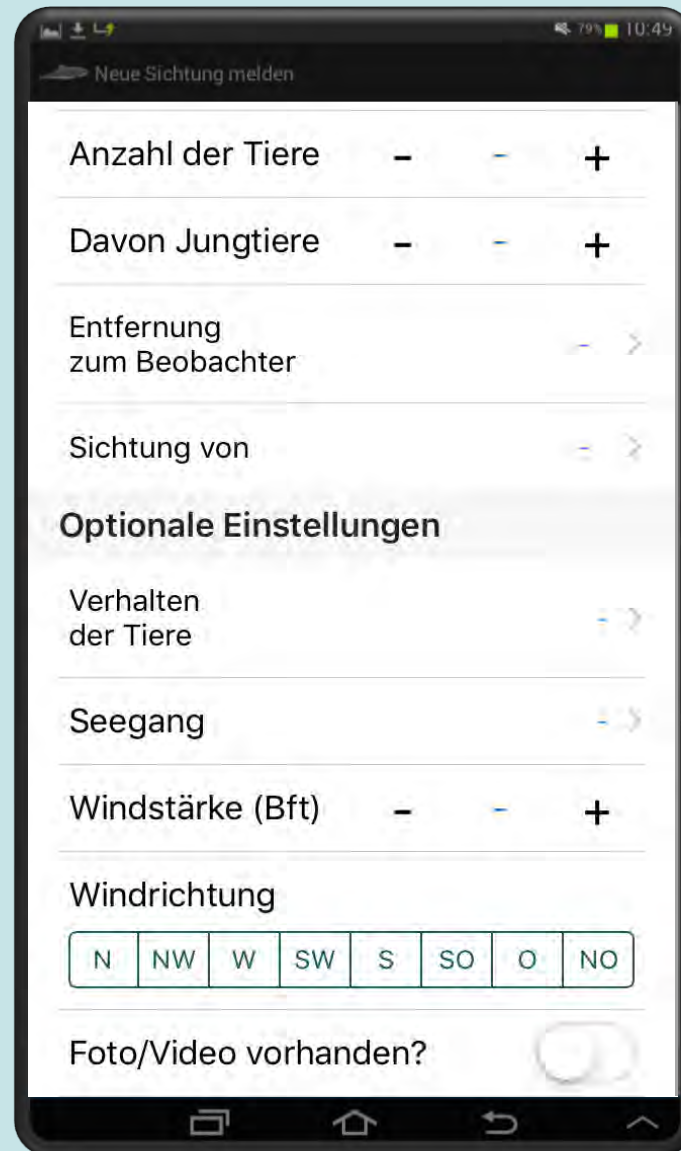 79% 10:49
Neue Sichtung melden
Anzahl der Tiere - - +
Davon Jungtiere - - +
Entfernung
zum Beobachter -
Sichtung von -
Optionale Einstellungen
Verhalten
der Tiere -
Seegang -
Windstärke (Bft) - - +
Windrichtung
N NW W SW S SO O NO
Foto/Video vorhanden?